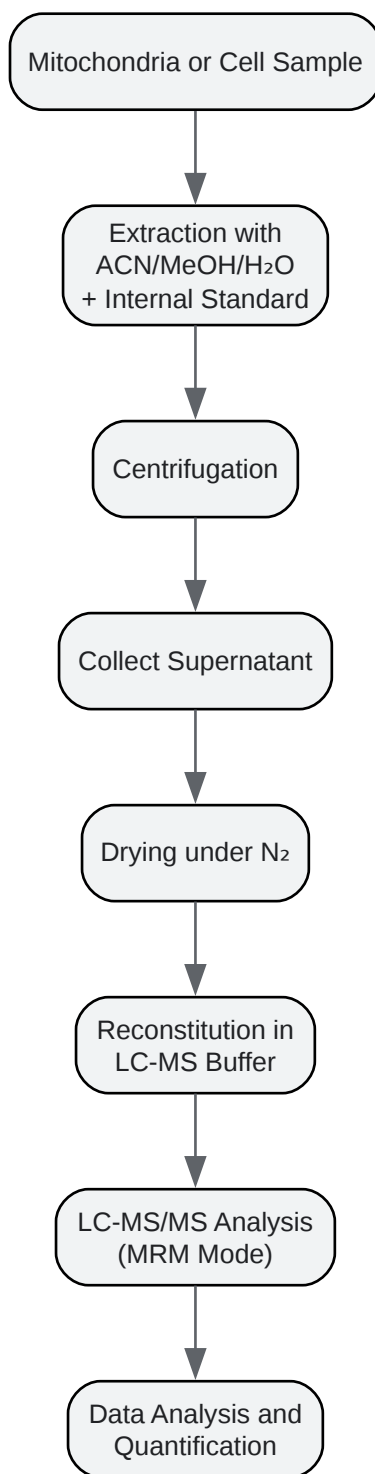 Mitochondria or Cell Sample
Extraction with
ACN/MeOH/H₂O
+ Internal Standard
Centrifugation
Collect Supernatant
Drying under N₂
Reconstitution in
LC-MS Buffer
LC-MS/MS Analysis
(MRM Mode)
Data Analysis and
Quantification